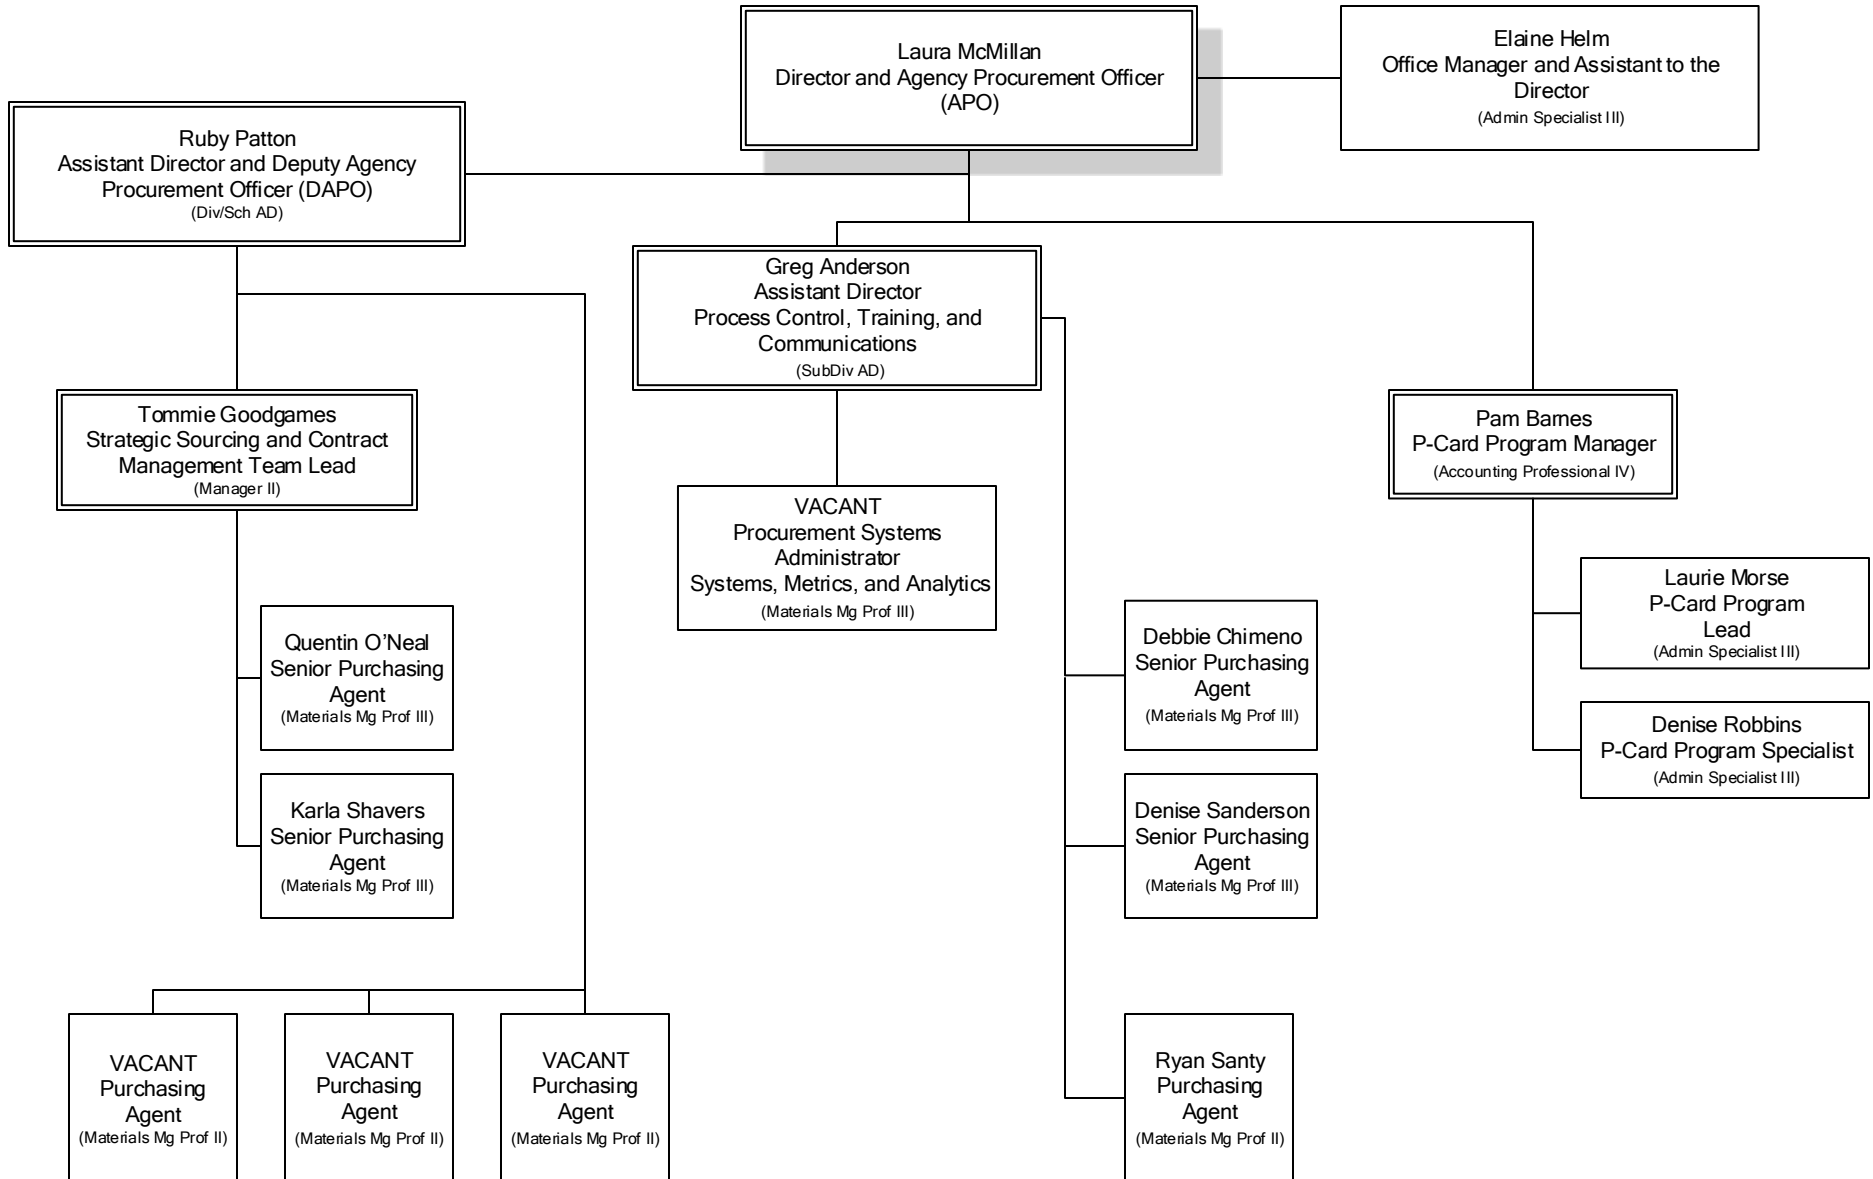 Laura McMillan
Director and Agency Procurement Officer
(APO)
Elaine Helm
Office Manager and Assistant to the
Director
(Admin Specialist III)
Ruby Patton
Assistant Director and Deputy Agency
Procurement Officer (DAPO)
(Div/Sch AD)
Greg Anderson
Assistant Director
Process Control, Training, and
Communications
(SubDiv AD)
Tommie Goodgames
Strategic Sourcing and Contract
Management Team Lead
(Manager II)
Pam Barnes
P-Card Program Manager
(Accounting Professional IV)
VACANT
Procurement Systems
Administrator
Systems, Metrics, and Analytics
(Materials Mg Prof III)
Laurie Morse
P-Card Program
Lead
(Admin Specialist III)
Quentin O’Neal
Senior Purchasing
Agent
(Materials Mg Prof III)
Debbie Chimeno
Senior Purchasing
Agent
(Materials Mg Prof III)
Denise Robbins
P-Card Program Specialist
(Admin Specialist III)
Karla Shavers
Senior Purchasing
Agent
(Materials Mg Prof III)
Denise Sanderson
Senior Purchasing
Agent
(Materials Mg Prof III)
VACANT
Purchasing
Agent
(Materials Mg Prof II)
VACANT
Purchasing
Agent
(Materials Mg Prof II)
VACANT
Purchasing
Agent
(Materials Mg Prof II)
Ryan Santy
Purchasing
Agent
(Materials Mg Prof II)